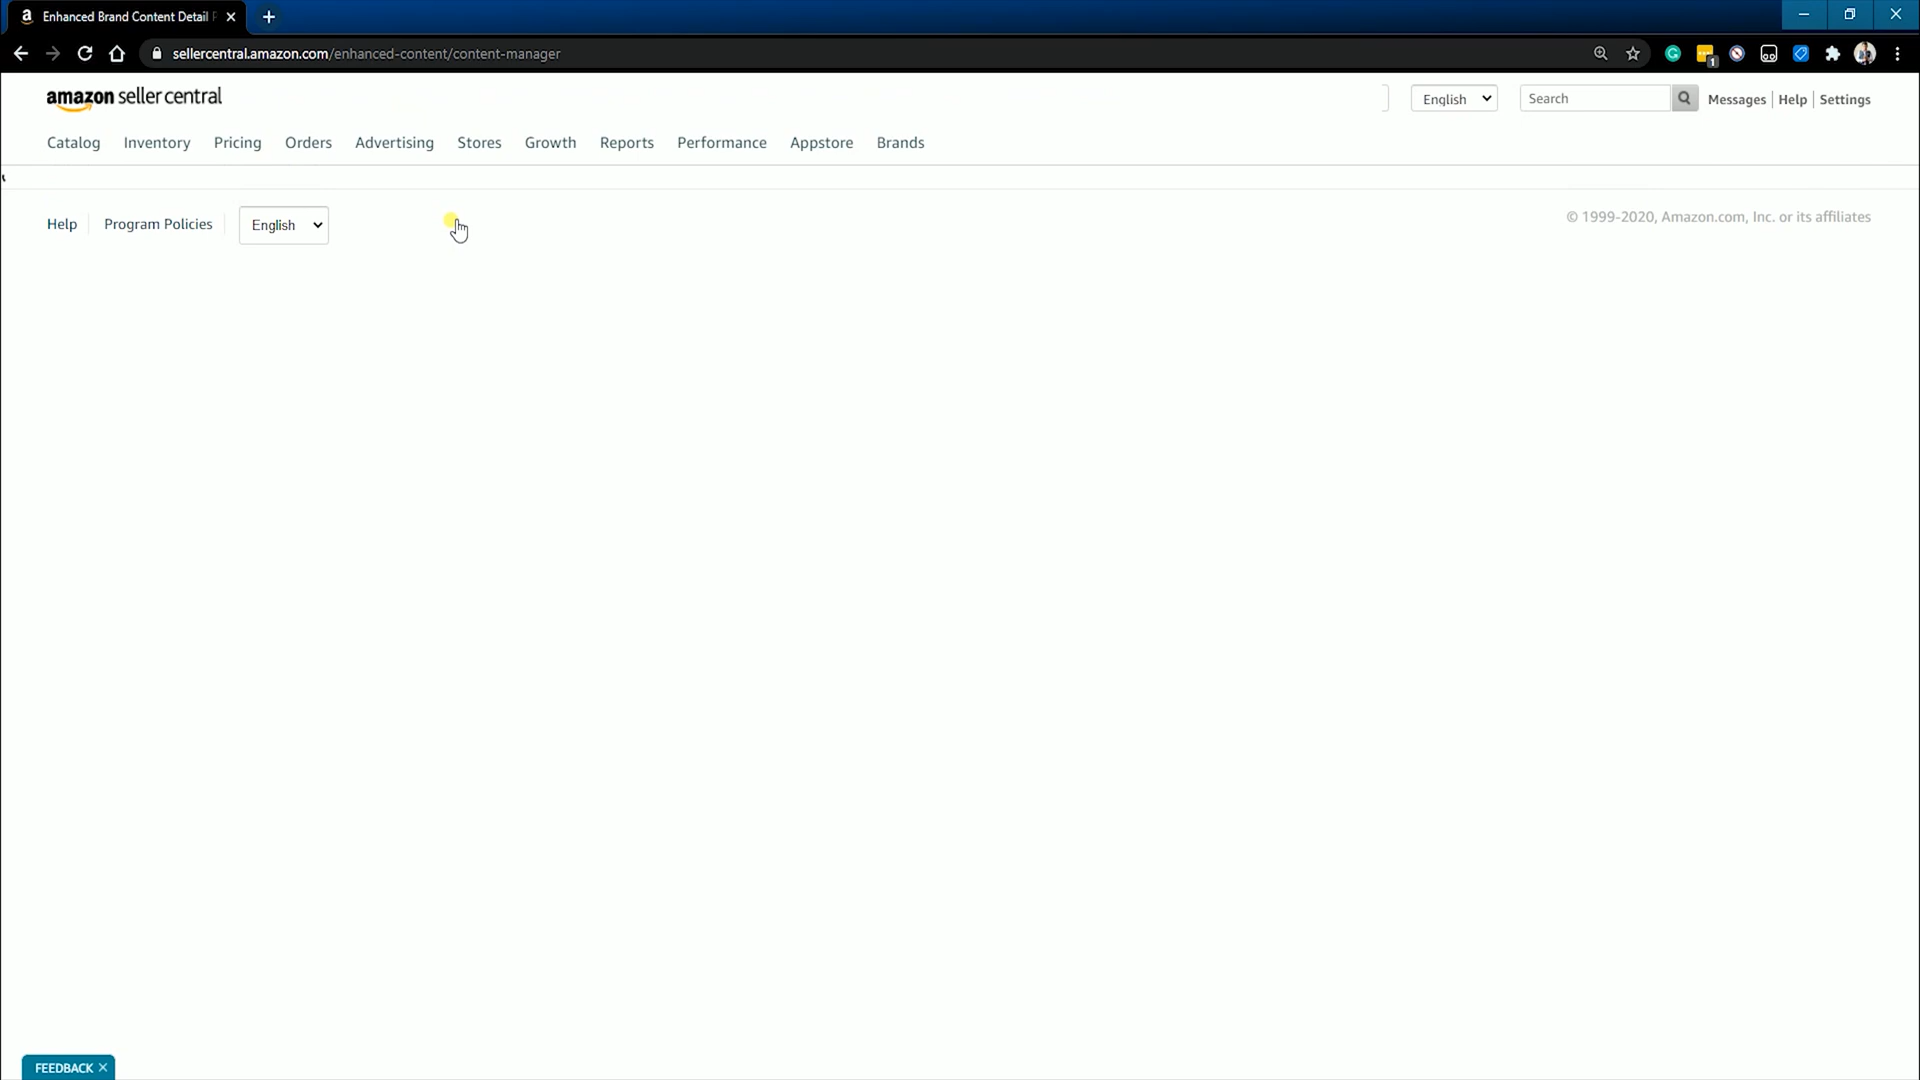 Enhanced Brand Content Detail
sellercentral.amazon.com/enhanced-content/content-manager
1
amazon seller central
English
Search
Messages
Help
Settings
Catalog
Inventory
Pricing
Orders
Advertising
Stores
Growth
Reports
Performance
Appstore
Brands
Help
Program Policies
English
© 1999-2020, Amazon.com, Inc. or its affiliates
FEEDBACK